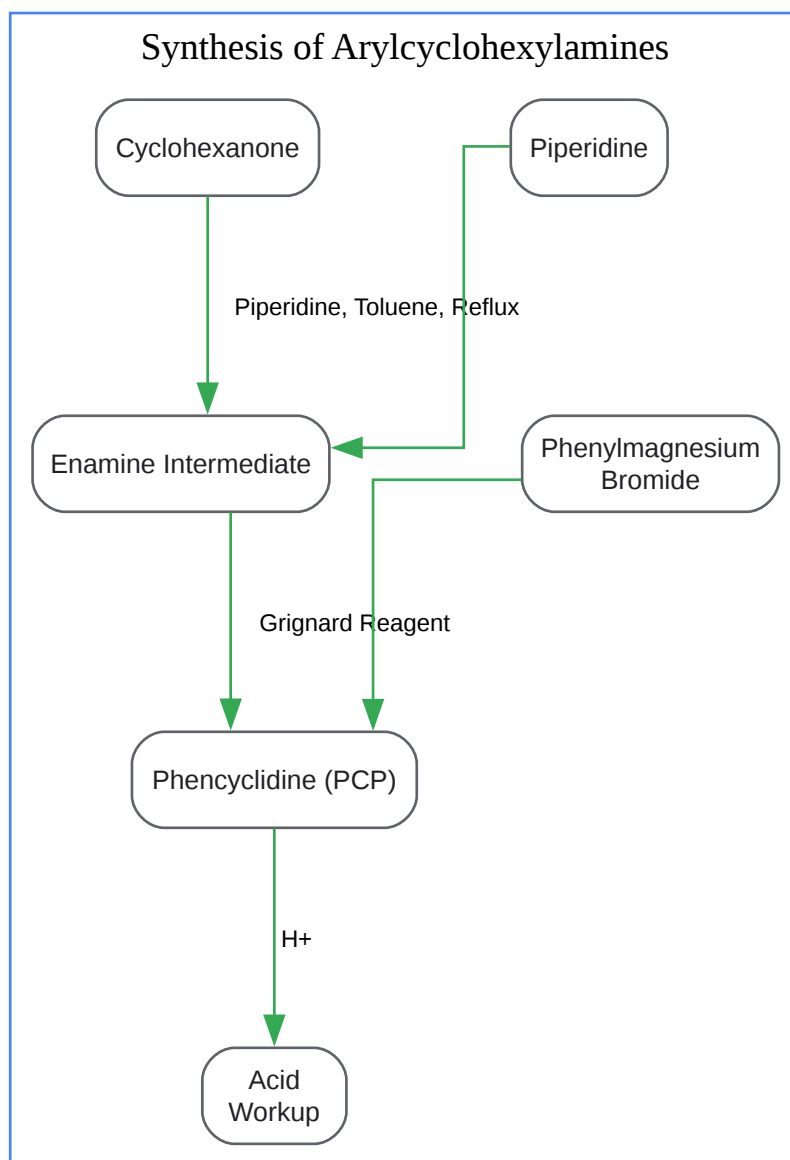 Synthesis of Arylcyclohexylamines
Cyclohexanone
Piperidine
Piperidine, Toluene, Reflux
Enamine Intermediate
Phenylmagnesium
Bromide
Grignard Reagent
Phencyclidine (PCP)
H+
Acid
Workup